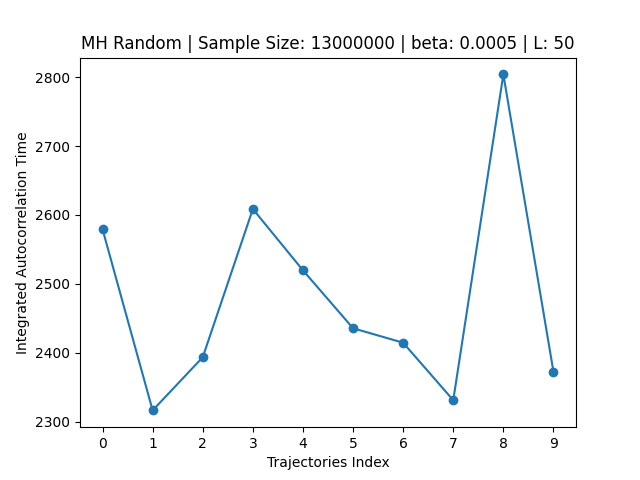 MH Random | Sample Size: 13000000 | beta: 0.0005 | L: 50
Integrated Autocorrelation Time
2800
2700
2600
2500
2400
2300
0 1 2 3 4 5 6 7 8 9
Trajectories Index